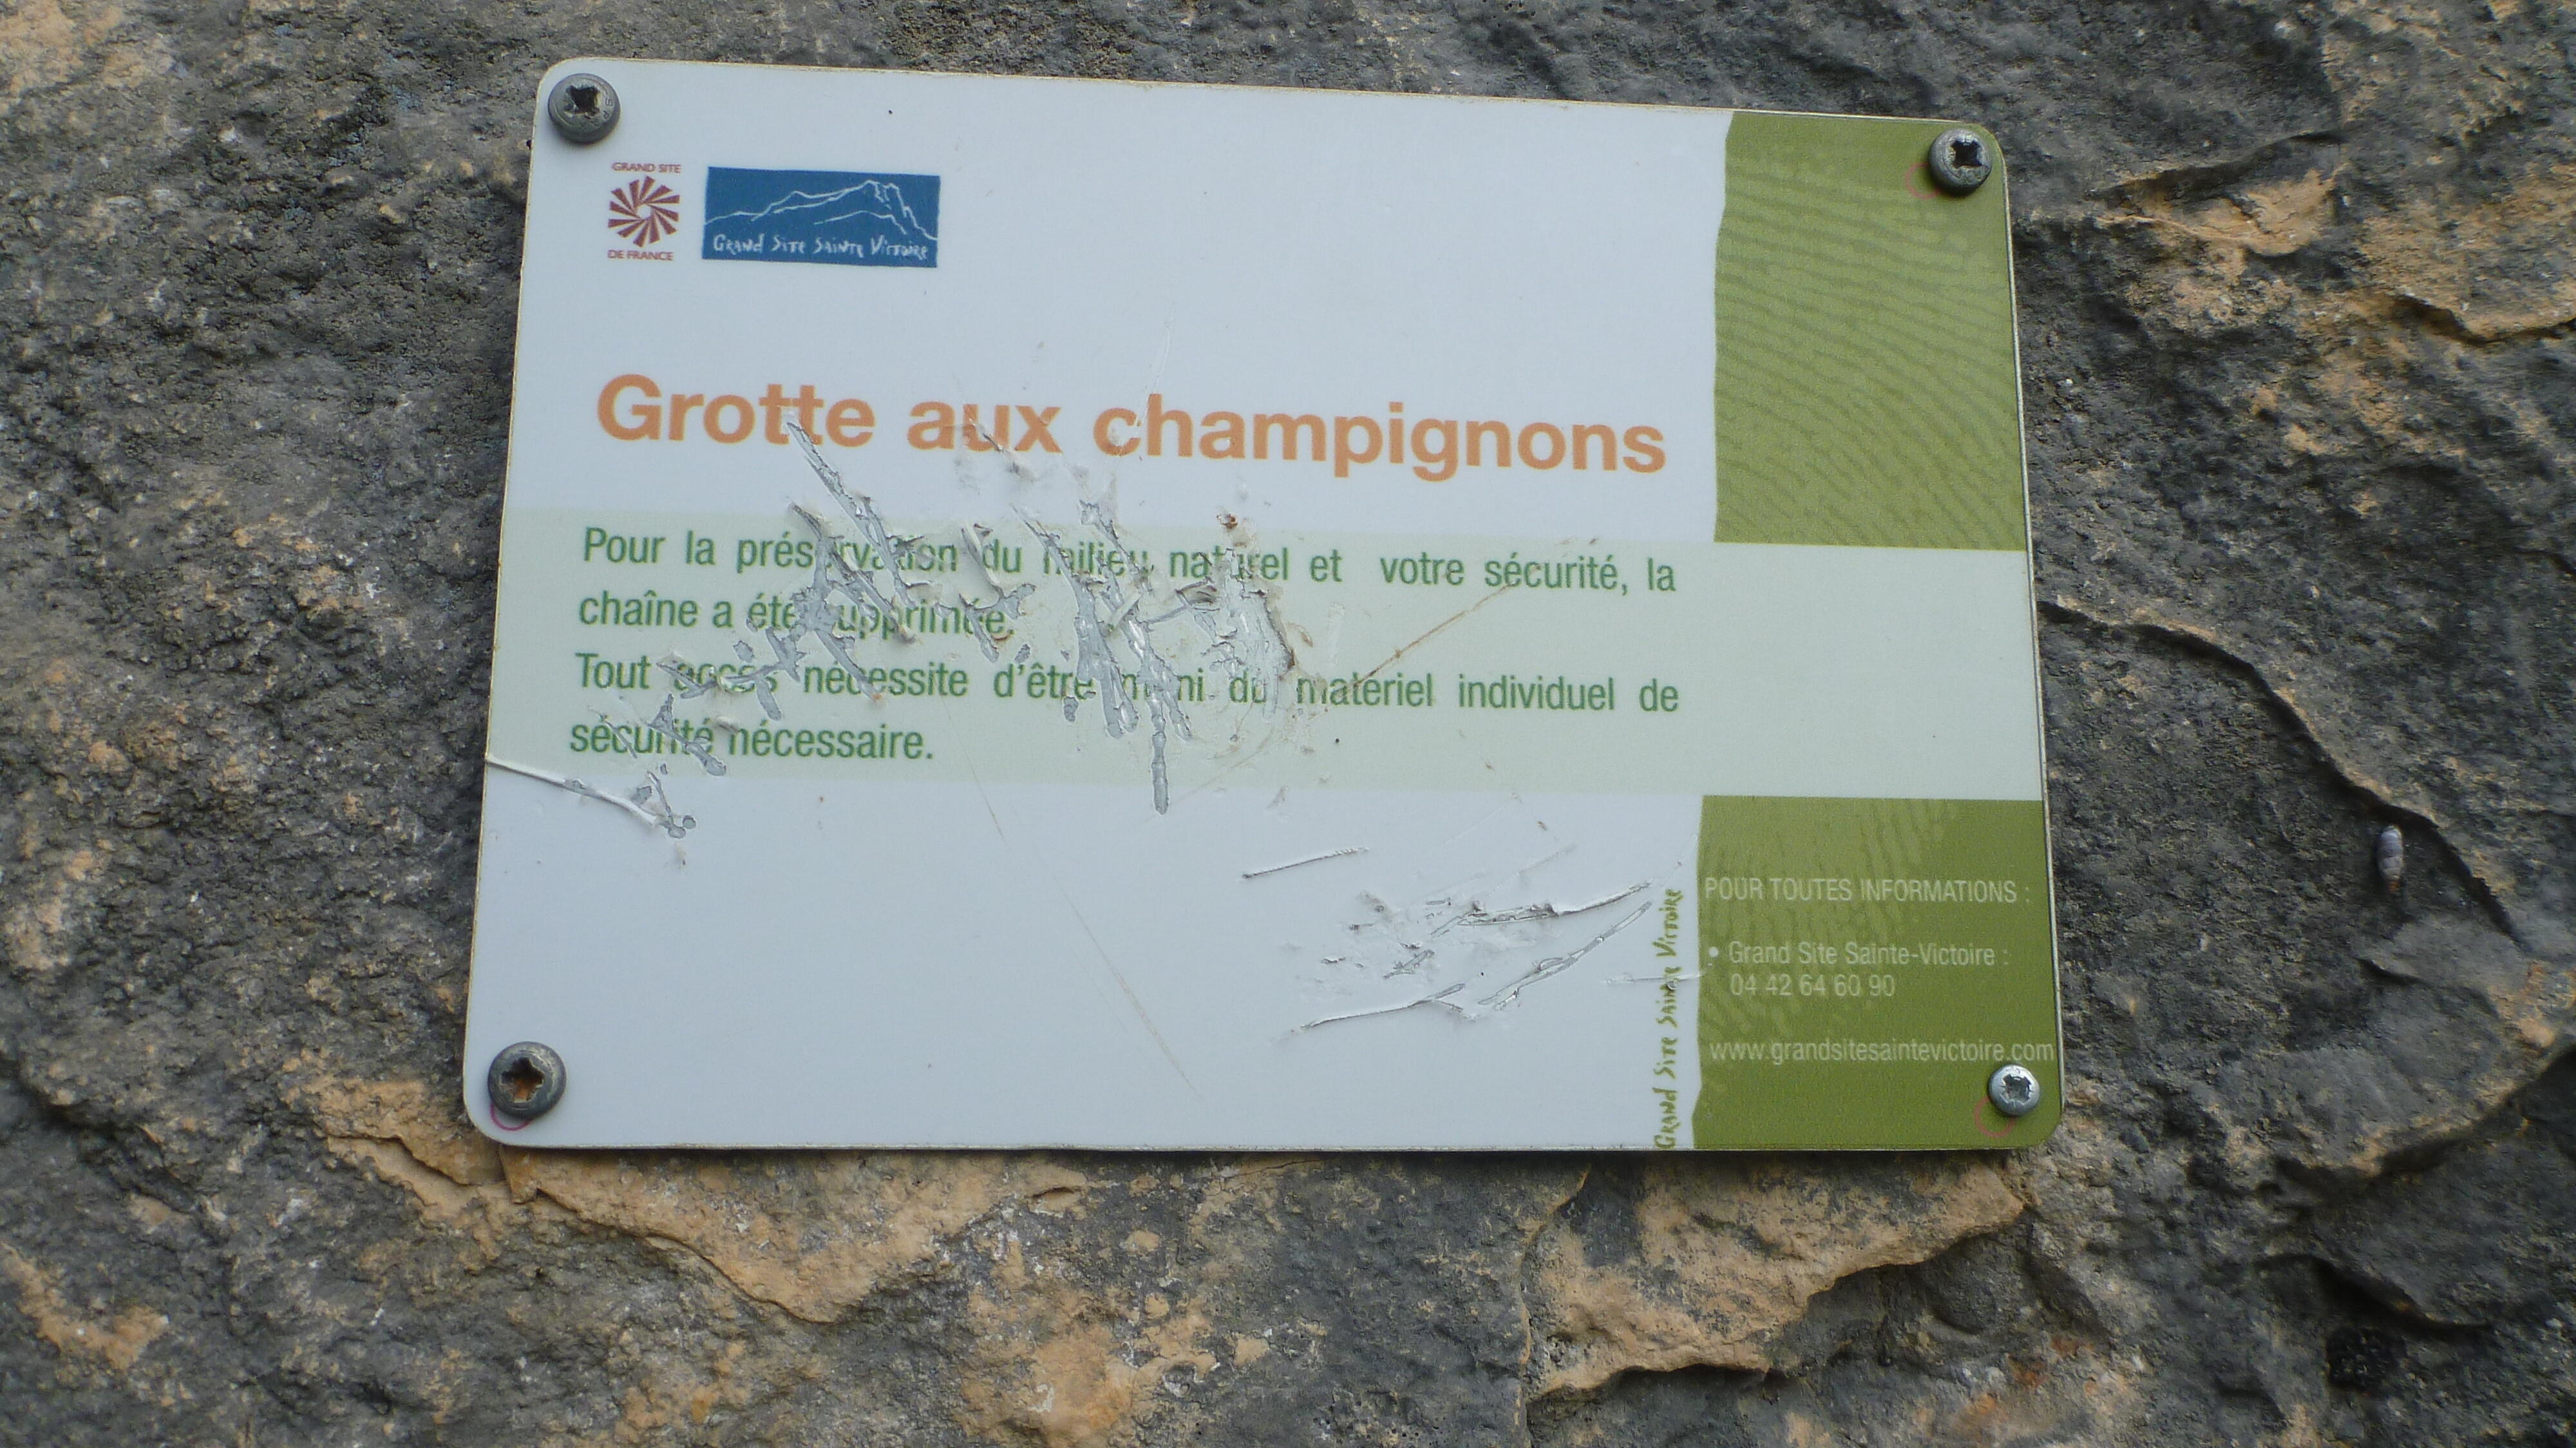 GRAND SITE
DE FRANCE
Grand Site Sainte Victoire
Grotte aux champignons
Pour la préservation du milieu naturel et votre sécurité, la
chaîne a été supprimée.
Tout accès nécessite d'être muni du matériel individuel de
sécurité nécessaire.
Grand Site Sainte Victoire
POUR TOUTES INFORMATIONS :
• Grand Site Sainte-Victoire :
04 42 64 60 90
www.grandsitesaintevictoire.com